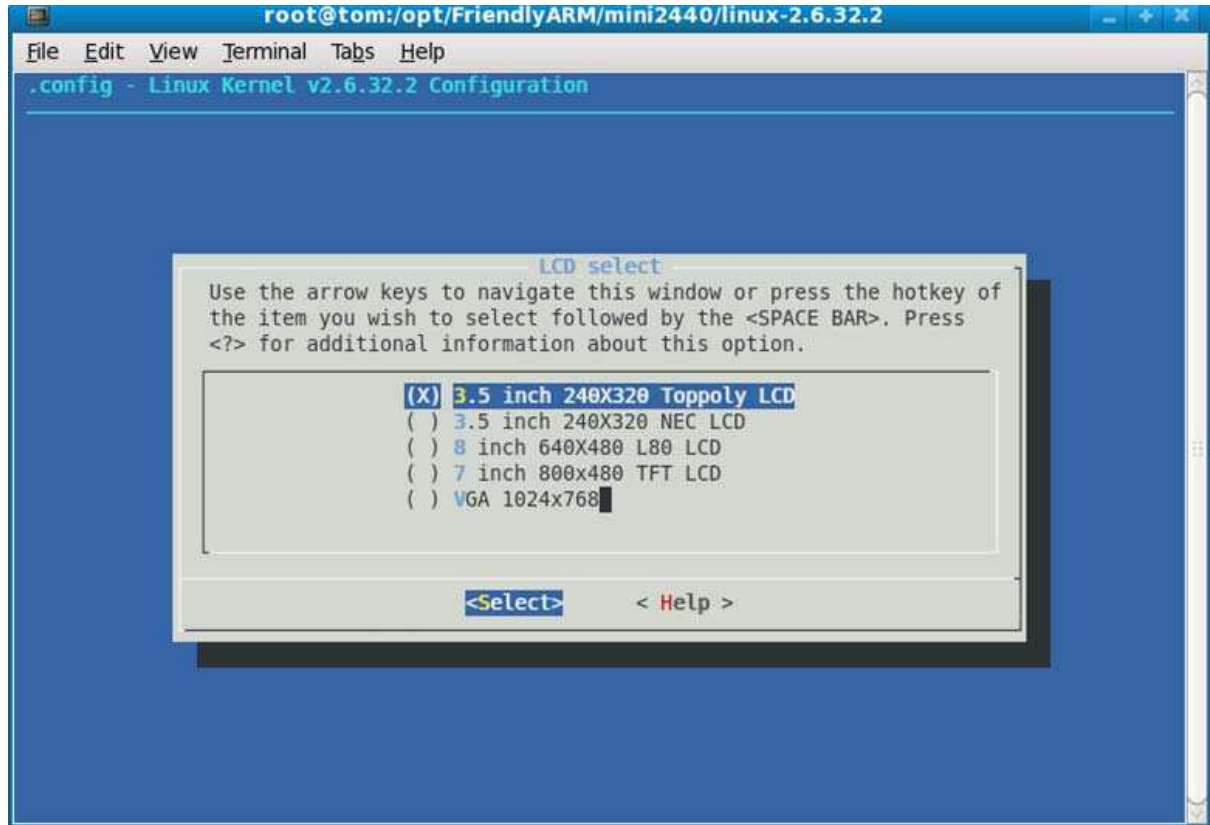 root@tom:/opt/FriendlyARM/mini2440/linux-2.6.32.2
File Edit View Terminal Tabs Help
.config - Linux Kernel v2.6.32.2 Configuration
LCD select
Use the arrow keys to navigate this window or press the hotkey of
the item you wish to select followed by the <SPACE BAR>. Press
<?> for additional information about this option.
(X) 3.5 inch 240X320 Toppoly LCD
( ) 3.5 inch 240X320 NEC LCD
( ) 8 inch 640X480 L80 LCD
( ) 7 inch 800x480 TFT LCD
( ) VGA 1024x768
<Select> < Help >